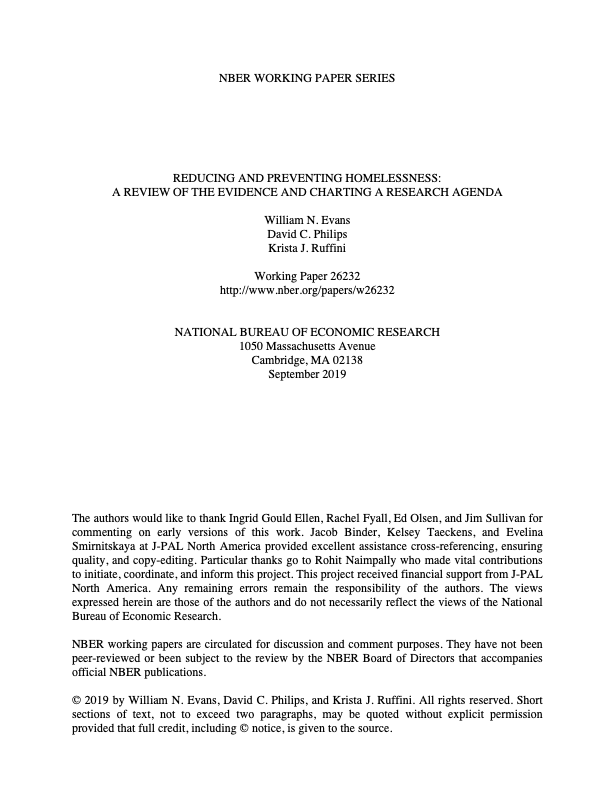 NBER WORKING PAPER SERIES
REDUCING AND PREVENTING HOMELESSNESS:
A REVIEW OF THE EVIDENCE AND CHARTING A RESEARCH AGENDA
William N. Evans
David C. Philips
Krista J. Ruffini
Working Paper 26232
http://www.nber.org/papers/w26232
NATIONAL BUREAU OF ECONOMIC RESEARCH
1050 Massachusetts Avenue
Cambridge, MA 02138
September 2019
The authors would like to thank Ingrid Gould Ellen, Rachel Fyall, Ed Olsen, and Jim Sullivan for
commenting on early versions of this work. Jacob Binder, Kelsey Taeckens, and Evelina
Smirnitskaya at J-PAL North America provided excellent assistance cross-referencing, ensuring
quality, and copy-editing. Particular thanks go to Rohit Naimpally who made vital contributions
to initiate, coordinate, and inform this project. This project received financial support from J-PAL
North America. Any remaining errors remain the responsibility of the authors. The views
expressed herein are those of the authors and do not necessarily reflect the views of the National
Bureau of Economic Research.
NBER working papers are circulated for discussion and comment purposes. They have not been
peer-reviewed or been subject to the review by the NBER Board of Directors that accompanies
official NBER publications.
© 2019 by William N. Evans, David C. Philips, and Krista J. Ruffini. All rights reserved. Short
sections of text, not to exceed two paragraphs, may be quoted without explicit permission
provided that full credit, including © notice, is given to the source.